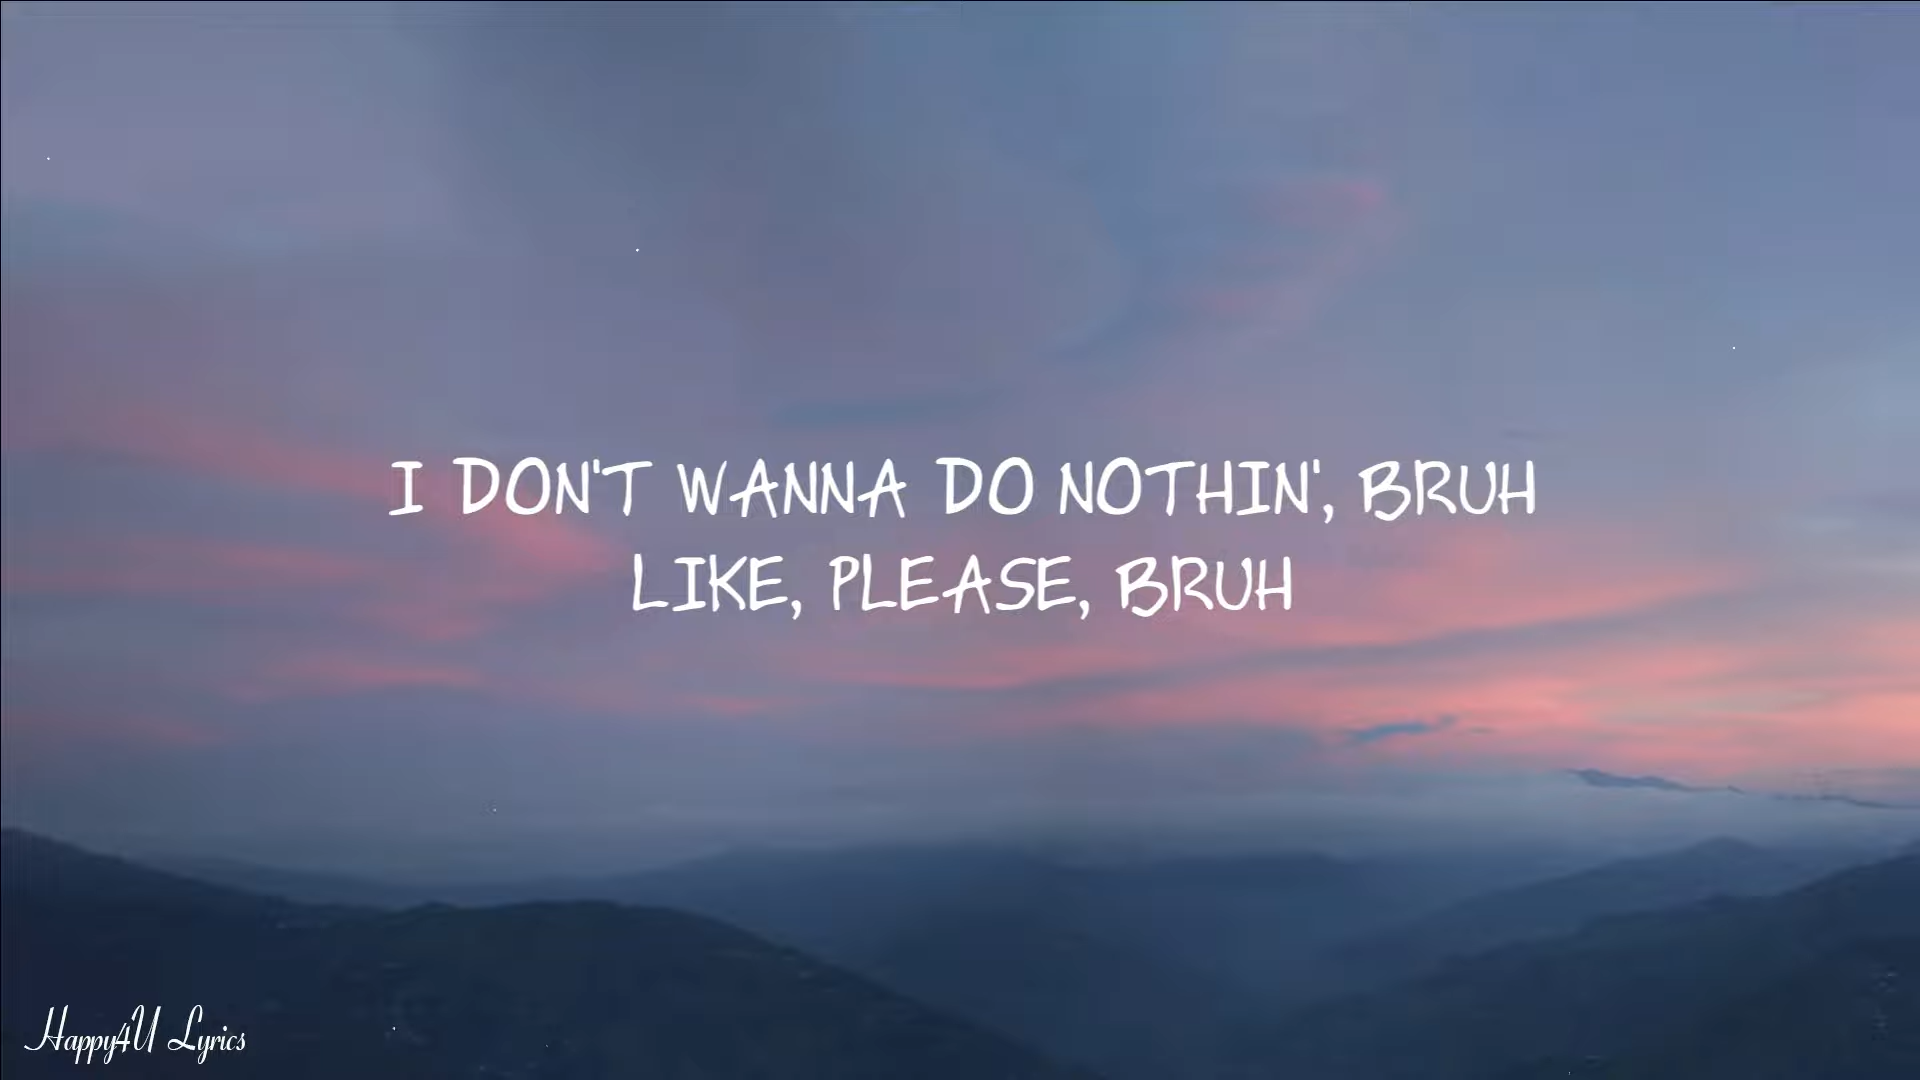 I DON'T WANNA DO NOTHIN', BRUH
LIKE, PLEASE, BRUH
Happy4U Lyrics